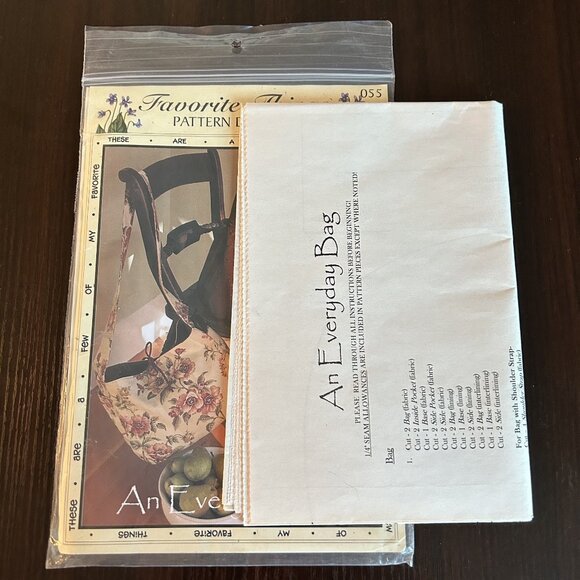 Favorite Things
055
PATTERN D
THESE • ARE • A
THESE • are • a • FEW • OF • MY • FAVORITE
An Eve
THINGS • FAVORITE • MY • OF
An Everyday Bag
PLEASE READ THROUGH ALL INSTRUCTIONS BEFORE BEGINNING!
1/4" SEAM ALLOWANCES ARE INCLUDED IN PATTERN PIECES EXCEPT WHERE NOTED!
Bag
1. Cut - 2 Bag (fabric)
Cut - 2 Inside Pocket (fabric)
Cut - 1 Base (fabric)
Cut - 2 Side Pocket (fabric)
Cut - 2 Side (fabric)
Cut - 2 Bag (lining)
Cut - 1 Base (lining)
Cut - 2 Side (lining)
Cut - 2 Bag (interlining)
Cut - 1 Base (interlining)
Cut - 2 Side (interlining)
For Bag with Shoulder Strap-